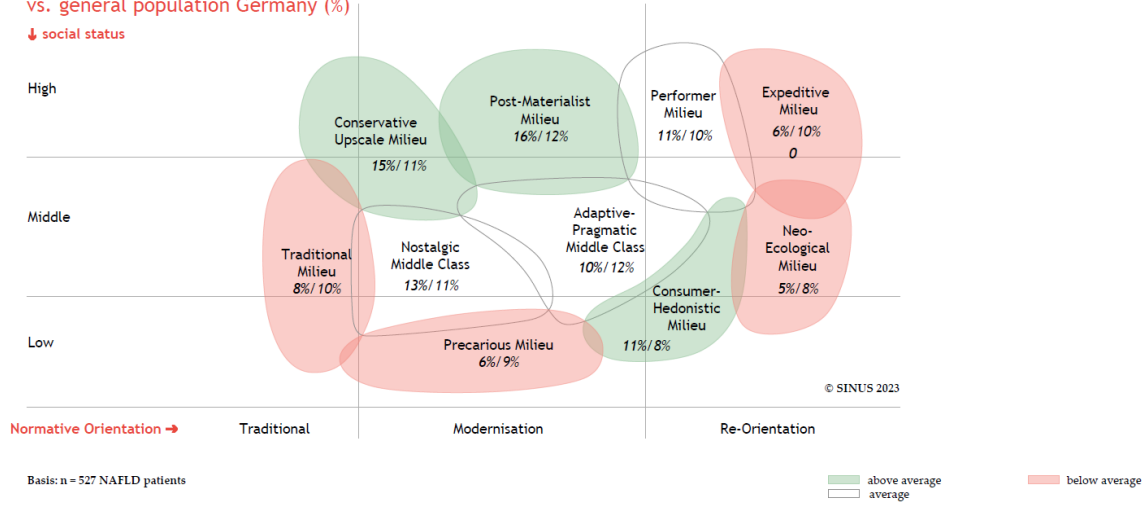 vs. general population Germany (%)
↓ social status
High
Conservative
Upscale Milieu
15%/11%
Post-Materialist
Milieu
16%/12%
Performer
Milieu
11%/10%
Expeditive
Milieu
6%/10%
0
Middle
Traditional
Milieu
8%/10%
Nostalgic
Middle Class
13%/11%
Adaptive-
Pragmatic
Middle Class
10%/12%
Neo-
Ecological
Milieu
5%/8%
Consumer-
Hedonistic
Milieu
11%/8%
Low
Precarious Milieu
6%/9%
© SINUS 2023
Normative Orientation →
Traditional
Modernisation
Re-Orientation
Basis: n = 527 NAFLD patients
above average
average
below average